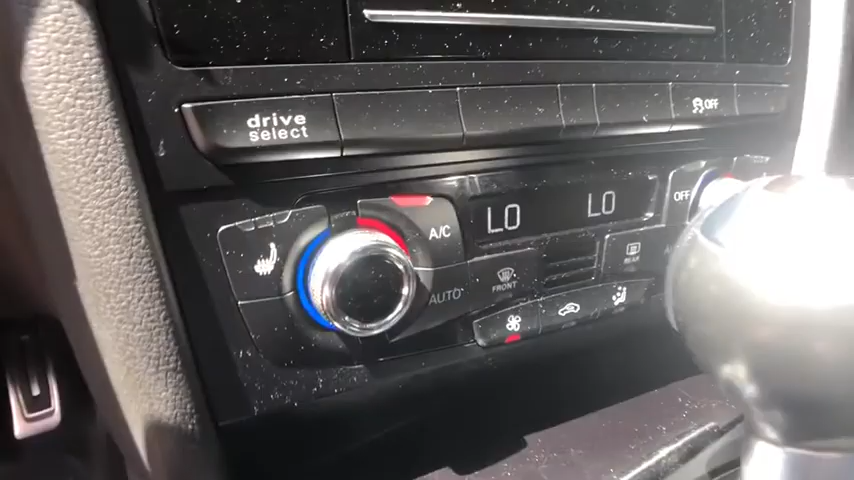 drive
select
OFF
LO
LO
OFF
A/C
AUTO
FRONT
REAR